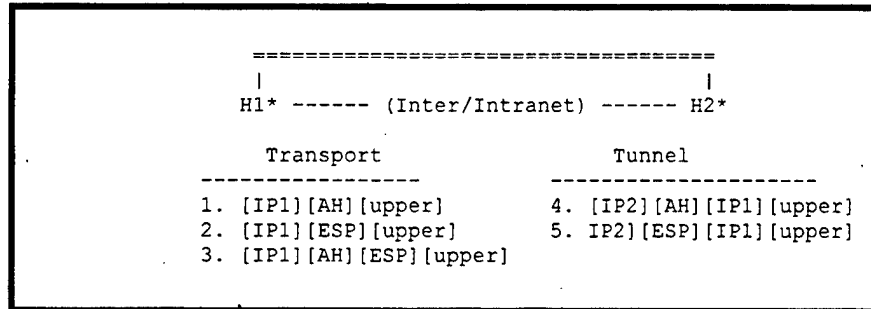 ====================================
| |
H1* ------ (Inter/Intranet) ------ H2*
Transport Tunnel
----------------- ---------------------
1. [IP1][AH][upper] 4. [IP2][AH][IP1][upper]
2. [IP1][ESP][upper] 5. IP2][ESP][IP1][upper]
3. [IP1][AH][ESP][upper]